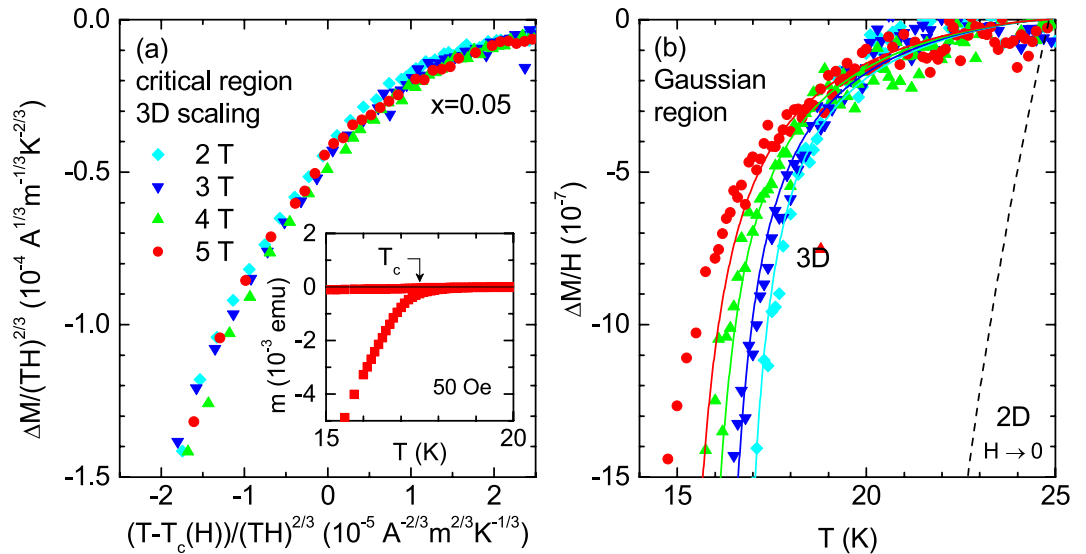 (a)
critical region
3D scaling
x=0.05
2 T
3 T
4 T
5 T
0.0
-0.5
-1.0
-1.5
-2
-1
0
1
2
ΔM/(TH)^2/3 (10^-4 A^1/3 m^-1/3 K^-2/3)
(T-T_c(H))/(TH)^2/3 (10^-5 A^-2/3 m^2/3 K^-1/3)
2
0
-2
-4
15
20
T_c
50 Oe
m (10^-3 emu)
T (K)
(b)
Gaussian
region
0
-5
-10
-15
15
20
25
3D
2D
H → 0
ΔM/H (10^-7)
T (K)